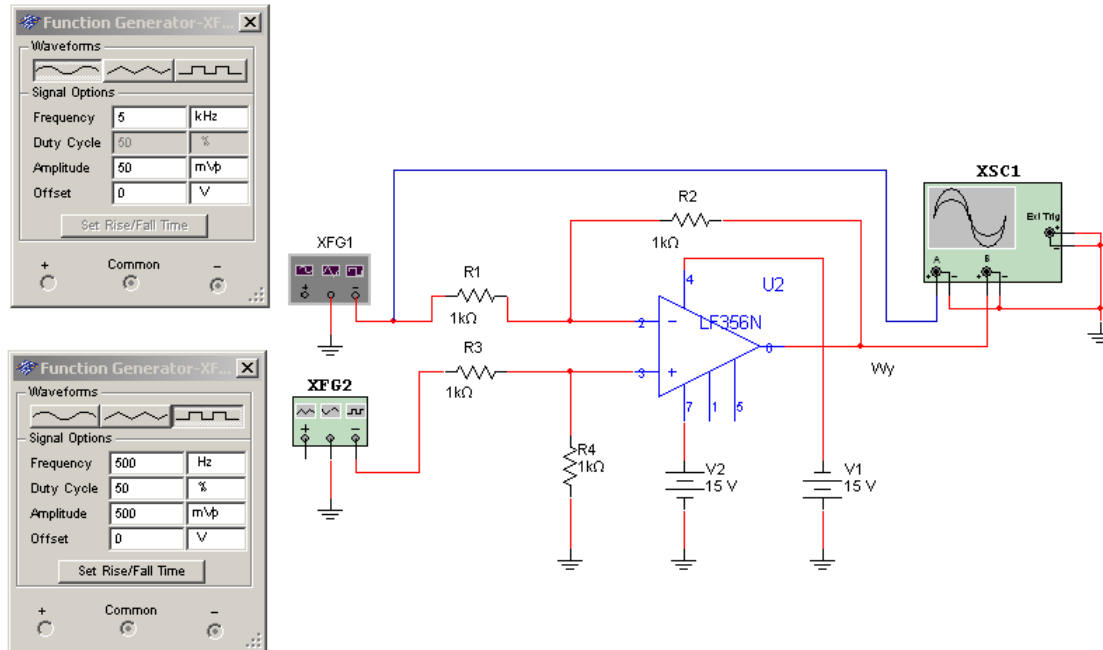 Function Generator-XF...
Waveforms
Signal Options
Frequency 5 kHz
Duty Cycle 50 %
Amplitude 50 mVp
Offset 0 V
Set Rise/Fall Time
+ Common -
Function Generator-XF...
Waveforms
Signal Options
Frequency 500 Hz
Duty Cycle 50 %
Amplitude 500 mVp
Offset 0 V
Set Rise/Fall Time
+ Common -
XSC1
Ext Trig
+
-
A B
+ - + -
R2
1kΩ
XFG1
+ -
R1
1kΩ
4
U2
2 -
LF356N
6
3 +
Wy
7 1 5
R3
1kΩ
XFG2
+ -
R4
1kΩ
V2
15 V
V1
15 V